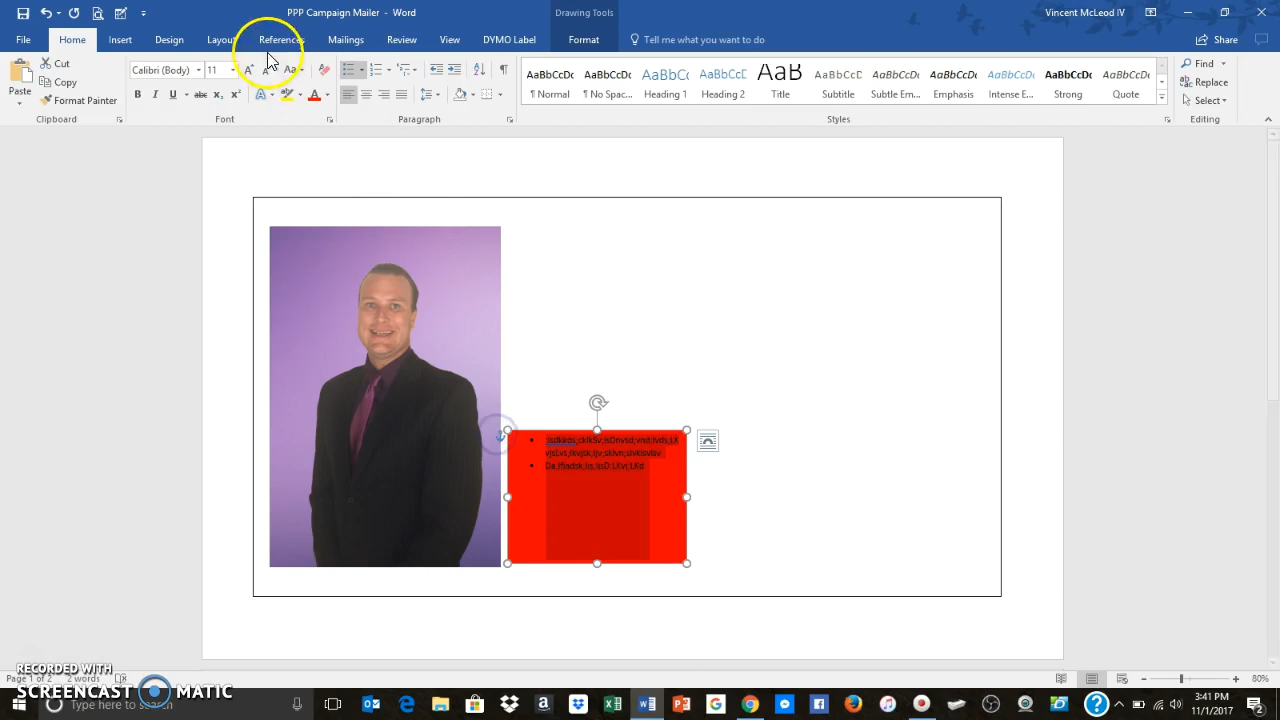 PPP Campaign Mailer - Word
Drawing Tools
Vincent McLeod IV
File Home Insert Design Layout References Mailings Review View DYMO Label Format Tell me what you want to do Share
Paste
Cut
Copy
Format Painter
Clipboard
Calibri (Body) 11
Font
Paragraph
AaBbCcDc AaBbCcDc AaBbCc AaBbCcC AaB AaBbCcC AaBbCcDc AaBbCcDc AaBbCcDc AaBbCcDc AaBbCcDc
¶ Normal ¶ No Spac... Heading 1 Heading 2 Title Subtitle Subtle Em... Emphasis Intense E... Strong Quote
Styles
Find
Replace
Select
Editing
RECORDED WITH
SCREENCAST MATIC
Page 1 of 2 2 words
80%
Type here to search
3:41 PM
11/1/2017